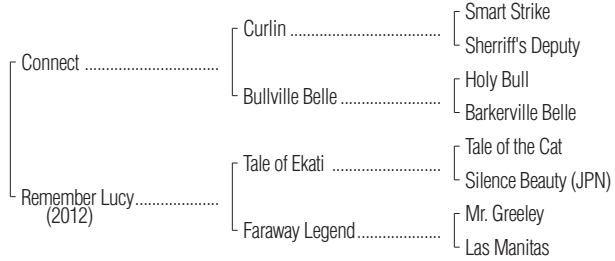 Smart Strike
Curlin ................................
Sherriff's Deputy
Connect ............................................
Holy Bull
Bullville Belle ................................
Barkerville Belle
Tale of the Cat
Tale of Ekati ................................
Silence Beauty (JPN)
Remember Lucy............................
(2012)
Mr. Greeley
Faraway Legend............................
Las Manitas